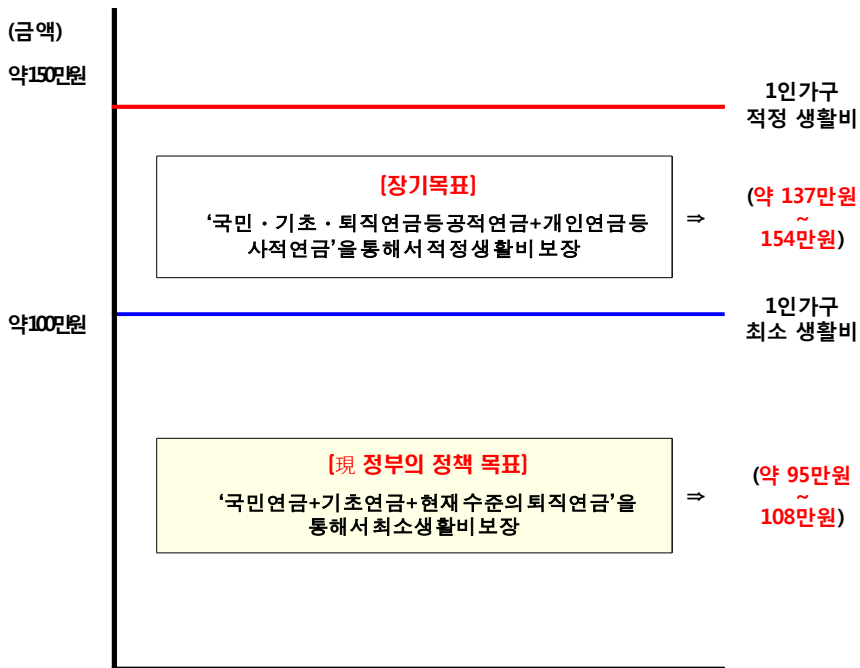 (금액)
약150만원
1인가구
적정 생활비
[장기목표]
‘국민·기초·퇴직연금등공적연금+개인연금등
사적연금’을통해서적정생활비보장
⇒
(약 137만원
~
154만원)
약100만원
1인가구
최소 생활비
[現 정부의 정책 목표]
‘국민연금+기초연금+현재수준의퇴직연금’을
통해서최소생활비보장
⇒
(약 95만원
~
108만원)